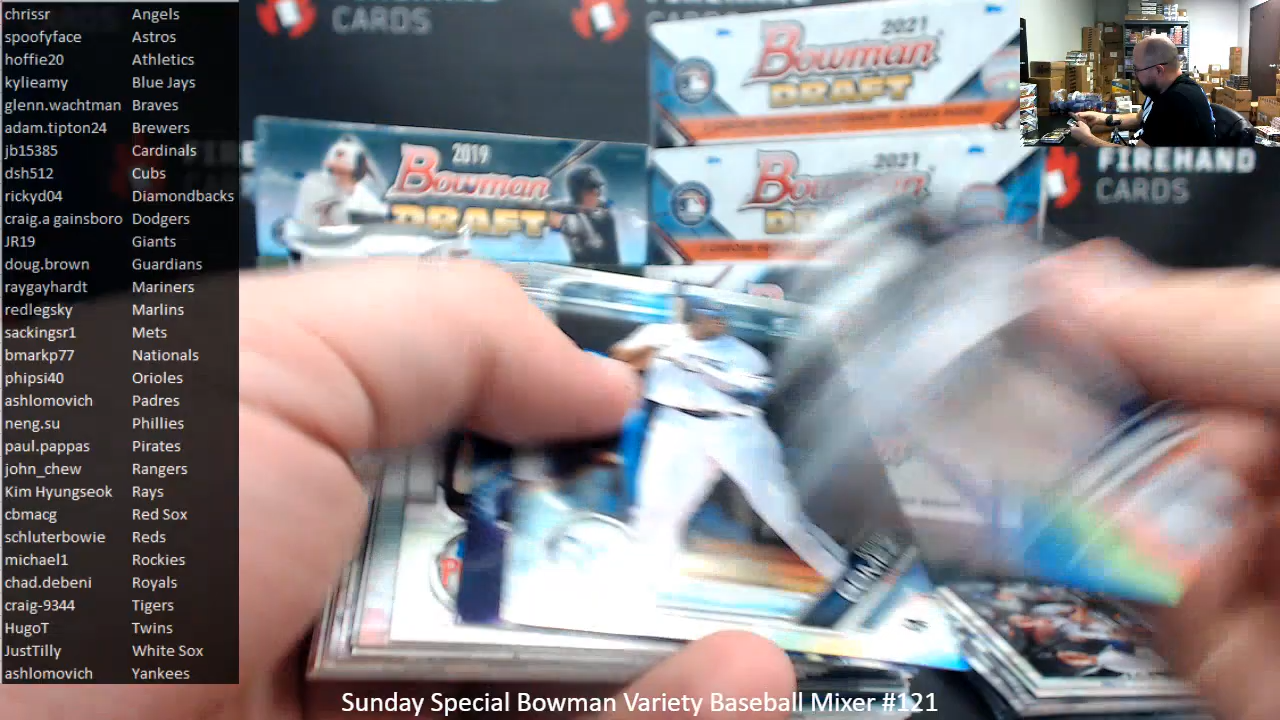 chrissr Angels
spoofyface Astros
hoffie20 Athletics
kylieamy Blue Jays
glenn.wachtman Braves
adam.tipton24 Brewers
jb15385 Cardinals
dsh512 Cubs
rickyd04 Diamondbacks
craig.a gainsboro Dodgers
JR19 Giants
doug.brown Guardians
raygayhardt Mariners
redlegsky Marlins
sackingsr1 Mets
bmarkp77 Nationals
phipsi40 Orioles
ashlomovich Padres
neng.su Phillies
paul.pappas Pirates
john_chew Rangers
Kim Hyungseok Rays
cbmacg Red Sox
schluterbowie Reds
michael1 Rockies
chad.debeni Royals
craig-9344 Tigers
HugoT Twins
JustTilly White Sox
ashlomovich Yankees
CARDS
2021
Bowman
DRAFT
2019
Bowman
DRAFT
2021
Bowman
FIREHAND
CARDS
Sunday Special Bowman Variety Baseball Mixer #121